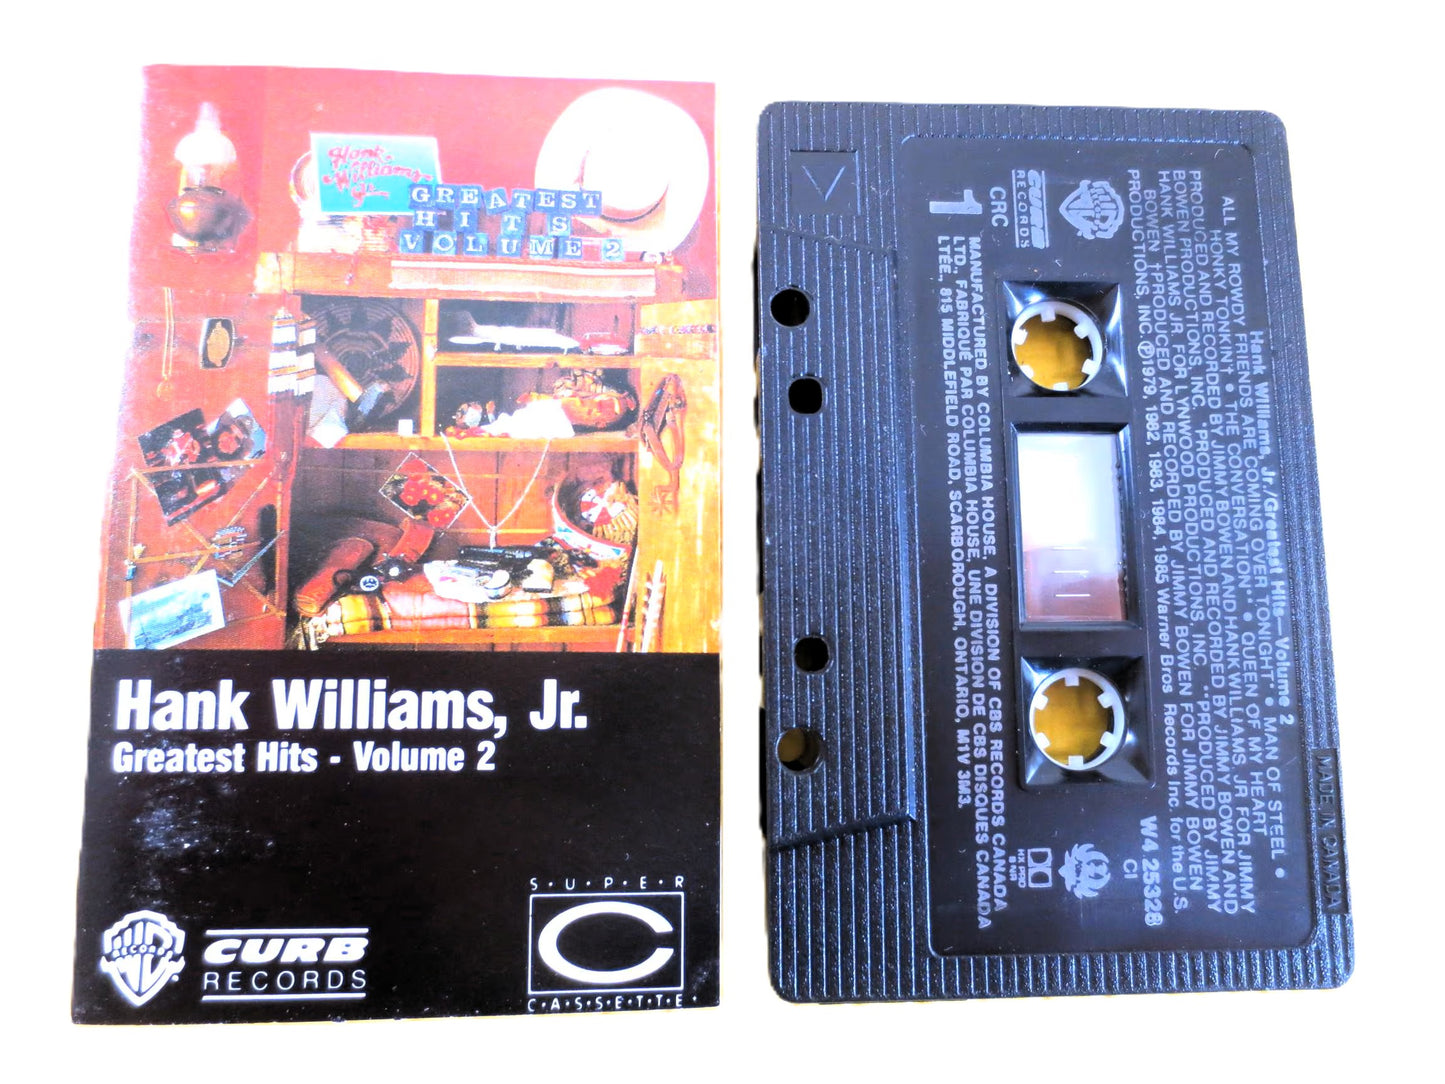 Hank
Williams
Jr.
GREATEST
HITS
VOLUME 2
Hank Williams, Jr.
Greatest Hits - Volume 2
RECORDS
CURB
RECORDS
S·U·P·E·R
C
C·A·S·S·E·T·T·E
Hank Williams, Jr./Greatest Hits—Volume 2
ALL MY ROWDY FRIENDS ARE COMING OVER TONIGHT* • MAN OF STEEL •
HONKY TONKIN'† • THE CONVERSATION** • QUEEN OF MY HEART
PRODUCED AND RECORDED BY JIMMY BOWEN AND HANK WILLIAMS, JR. FOR JIMMY
BOWEN PRODUCTIONS, INC. *PRODUCED AND RECORDED BY JIMMY BOWEN AND
HANK WILLIAMS JR. FOR LYNWOOD PRODUCTIONS, INC. **PRODUCED BY JIMMY
BOWEN †PRODUCED AND RECORDED BY JIMMY BOWEN FOR JIMMY BOWEN
PRODUCTIONS, INC. ℗1979, 1982, 1983, 1984, 1985 Warner Bros. Records Inc. for the U.S.
CURB
RECORDS
CRC
1
W4 25328
CI
DOLBY
HX PRO
B NR
MANUFACTURED BY COLUMBIA HOUSE, A DIVISION OF CBS RECORDS CANADA
LTD., FABRIQUÉ PAR COLUMBIA HOUSE, UNE DIVISION DE CBS DISQUES CANADA
LTÉE., 815 MIDDLEFIELD ROAD, SCARBOROUGH, ONTARIO, M1V 3M3.
MADE IN CANADA